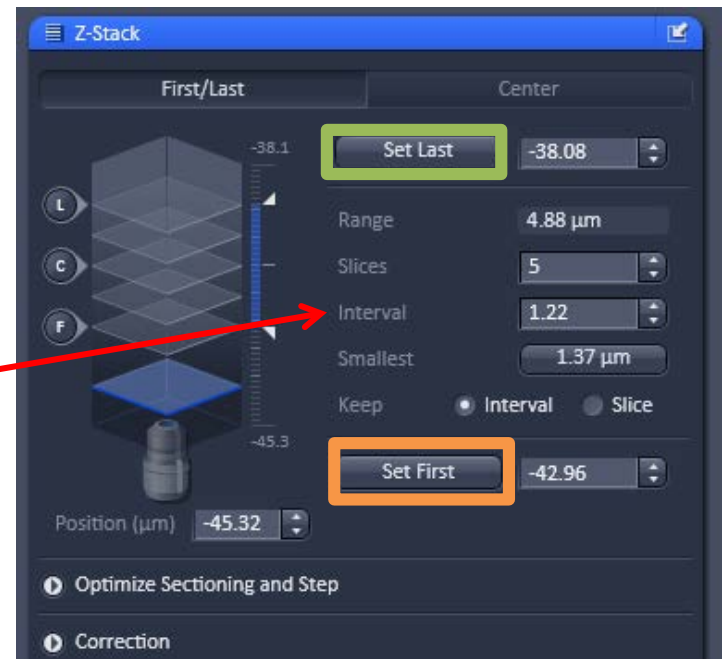 Z-Stack
First/Last Center
-38.1 Set Last -38.08
L
Range 4.88 µm
C
Slices 5
Interval 1.22
F
Smallest 1.37 µm
Keep Interval Slice
-45.3
Set First -42.96
Position (µm) -45.32
Optimize Sectioning and Step
Correction